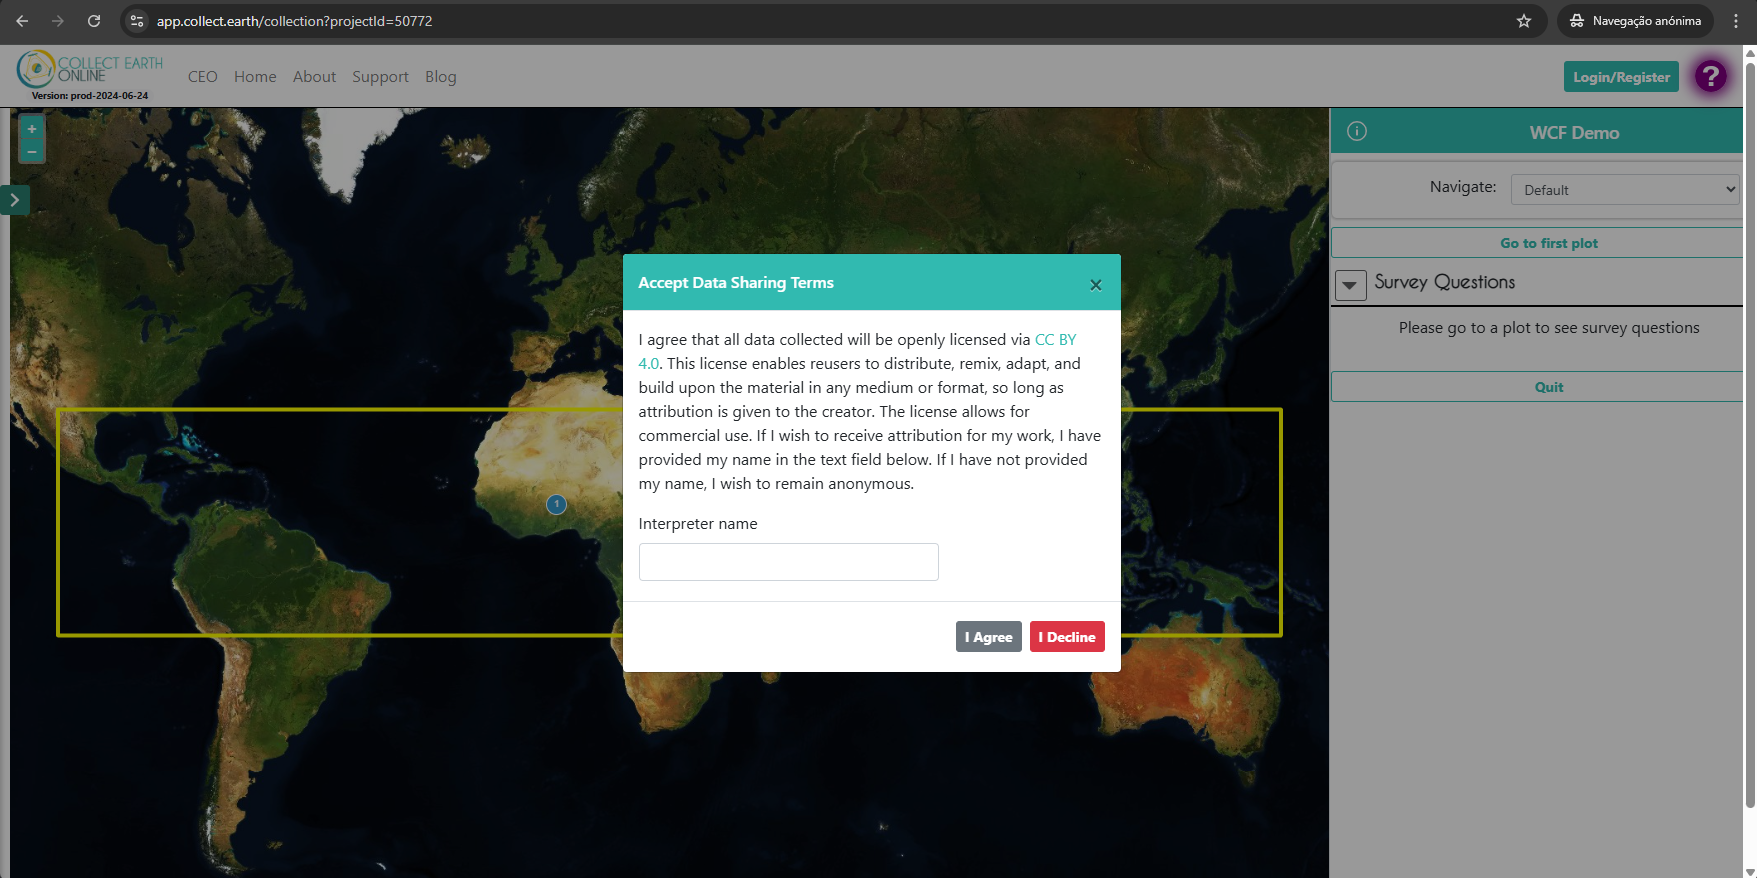 app.collect.earth/collection?projectId=50772
Navegação anónima
COLLECT EARTH
ONLINE
Version: prod-2024-06-24
CEO Home About Support Blog
Login/Register
?
+
−
WCF Demo
Navigate: Default
Go to first plot
Survey Questions
Please go to a plot to see survey questions
Quit
1
Accept Data Sharing Terms
×
I agree that all data collected will be openly licensed via CC BY
4.0. This license enables reusers to distribute, remix, adapt, and
build upon the material in any medium or format, so long as
attribution is given to the creator. The license allows for
commercial use. If I wish to receive attribution for my work, I have
provided my name in the text field below. If I have not provided
my name, I wish to remain anonymous.
Interpreter name
I Agree I Decline